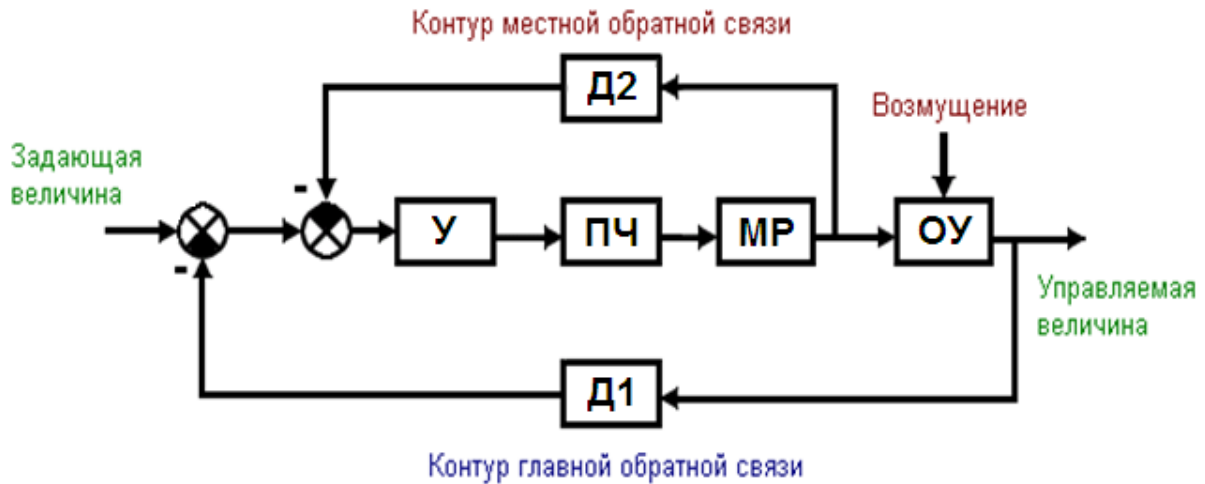 Контур местной обратной связи
Д2
Возмущение
Задающая
величина
-
У
ПЧ
МР
ОУ
-
Управляемая
величина
Д1
Контур главной обратной связи